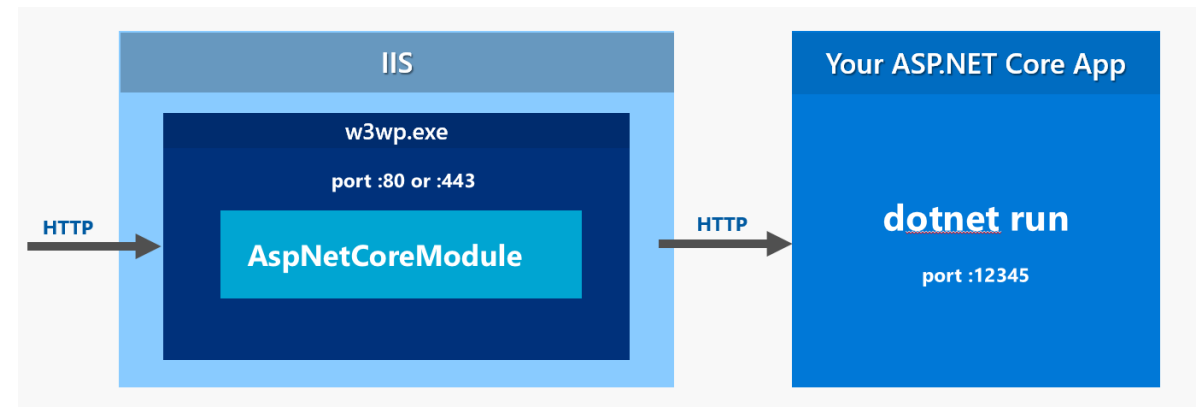 IIS
w3wp.exe
port :80 or :443
HTTP
AspNetCoreModule
HTTP
Your ASP.NET Core App
dotnet run
port :12345